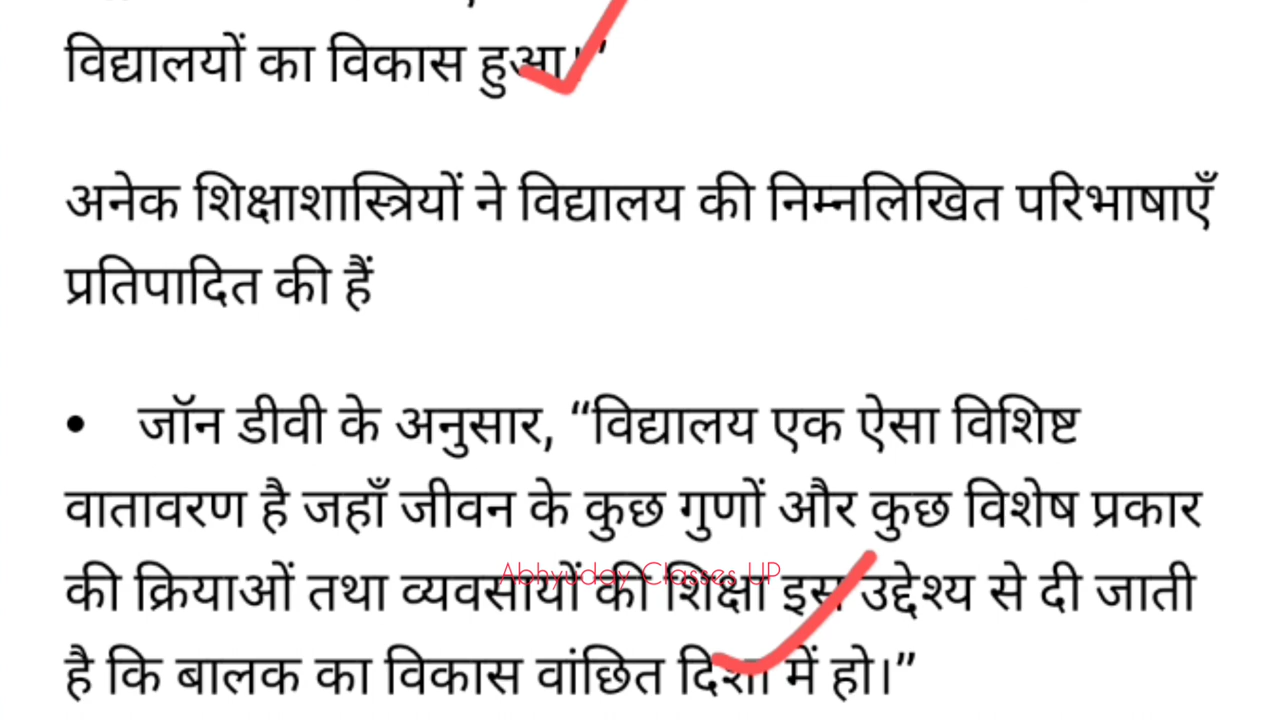 विद्यालयों का विकास हुआ।”
अनेक शिक्षाशास्त्रियों ने विद्यालय की निम्नलिखित परिभाषाएँ
प्रतिपादित की हैं
• जॉन डीवी के अनुसार, “विद्यालय एक ऐसा विशिष्ट
वातावरण है जहाँ जीवन के कुछ गुणों और कुछ विशेष प्रकार
की क्रियाओं तथा व्यवसायों की शिक्षा इस उद्देश्य से दी जाती
Abhyuday Classes UP
है कि बालक का विकास वांछित दिशा में हो।”